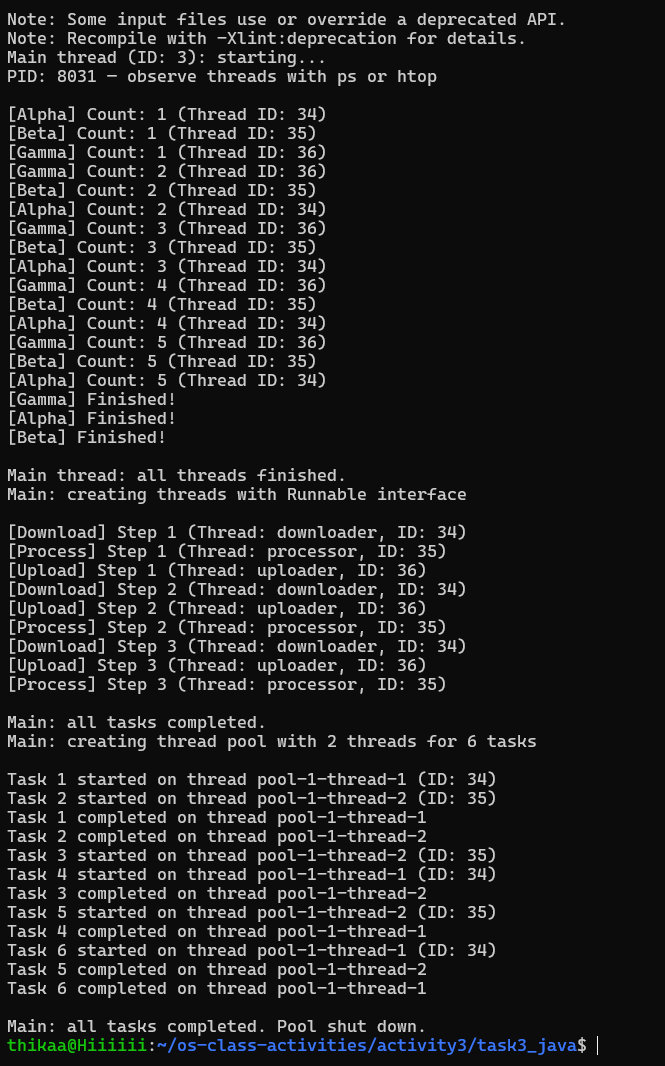 Note: Some input files use or override a deprecated API.
Note: Recompile with -Xlint:deprecation for details.
Main thread (ID: 3): starting...
PID: 8031 — observe threads with ps or htop
[Alpha] Count: 1 (Thread ID: 34)
[Beta] Count: 1 (Thread ID: 35)
[Gamma] Count: 1 (Thread ID: 36)
[Gamma] Count: 2 (Thread ID: 36)
[Beta] Count: 2 (Thread ID: 35)
[Alpha] Count: 2 (Thread ID: 34)
[Gamma] Count: 3 (Thread ID: 36)
[Beta] Count: 3 (Thread ID: 35)
[Alpha] Count: 3 (Thread ID: 34)
[Gamma] Count: 4 (Thread ID: 36)
[Beta] Count: 4 (Thread ID: 35)
[Alpha] Count: 4 (Thread ID: 34)
[Gamma] Count: 5 (Thread ID: 36)
[Beta] Count: 5 (Thread ID: 35)
[Alpha] Count: 5 (Thread ID: 34)
[Gamma] Finished!
[Alpha] Finished!
[Beta] Finished!
Main thread: all threads finished.
Main: creating threads with Runnable interface
[Download] Step 1 (Thread: downloader, ID: 34)
[Process] Step 1 (Thread: processor, ID: 35)
[Upload] Step 1 (Thread: uploader, ID: 36)
[Download] Step 2 (Thread: downloader, ID: 34)
[Upload] Step 2 (Thread: uploader, ID: 36)
[Process] Step 2 (Thread: processor, ID: 35)
[Download] Step 3 (Thread: downloader, ID: 34)
[Upload] Step 3 (Thread: uploader, ID: 36)
[Process] Step 3 (Thread: processor, ID: 35)
Main: all tasks completed.
Main: creating thread pool with 2 threads for 6 tasks
Task 1 started on thread pool-1-thread-1 (ID: 34)
Task 2 started on thread pool-1-thread-2 (ID: 35)
Task 1 completed on thread pool-1-thread-1
Task 2 completed on thread pool-1-thread-2
Task 3 started on thread pool-1-thread-2 (ID: 35)
Task 4 started on thread pool-1-thread-1 (ID: 34)
Task 3 completed on thread pool-1-thread-2
Task 5 started on thread pool-1-thread-2 (ID: 35)
Task 4 completed on thread pool-1-thread-1
Task 6 started on thread pool-1-thread-1 (ID: 34)
Task 5 completed on thread pool-1-thread-2
Task 6 completed on thread pool-1-thread-1
Main: all tasks completed. Pool shut down.
thikaa@Hiiiiii:~/os-class-activities/activity3/task3_java$